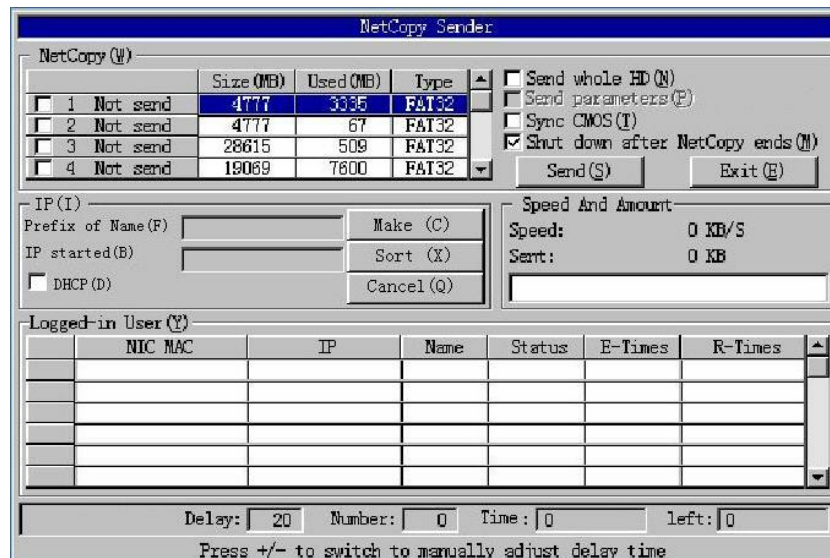 NetCopy Sender
NetCopy(W)
Size(MB) Used(MB) Type
1 Not send 4777 3335 FAT32
2 Not send 4777 67 FAT32
3 Not send 28615 509 FAT32
4 Not send 19069 7600 FAT32
Send whole HD(N)
Send parameters(P)
Sync CMOS(T)
Shut down after NetCopy ends(M)
Send(S) Exit(E)
IP(I)
Prefix of Name(F)
IP started(B)
DHCP(D)
Make (C)
Sort (X)
Cancel(Q)
Speed And Amount
Speed: 0 KB/S
Sent: 0 KB
Logged-in User(Y)
NIC MAC IP Name Status E-Times R-Times
Delay: 20 Number: 0 Time: 0 left: 0
Press +/- to switch to manually adjust delay time